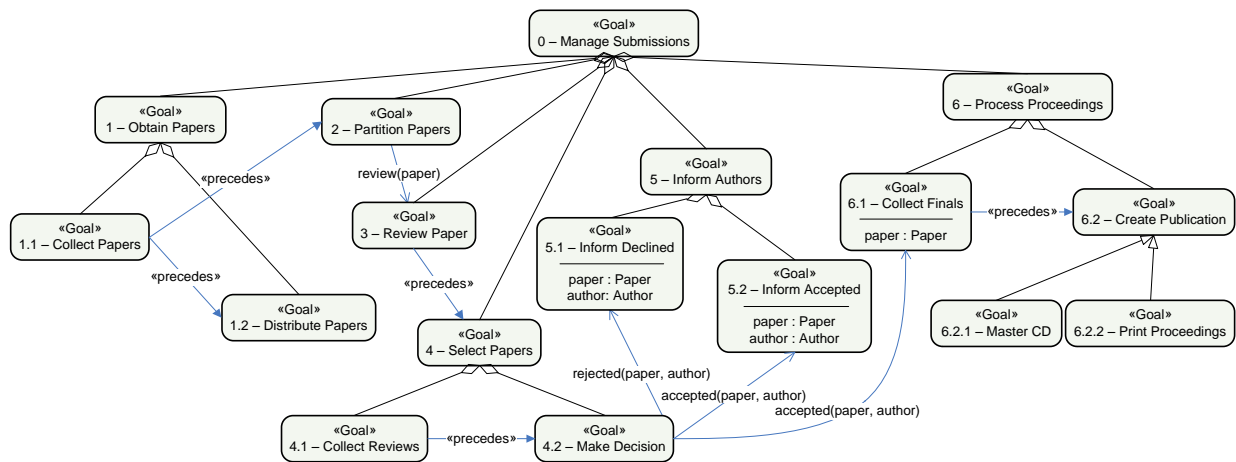 «Goal»
0 – Manage Submissions
«Goal»
1 – Obtain Papers
«Goal»
2 – Partition Papers
«Goal»
6 – Process Proceedings
«precedes»
review(paper)
«Goal»
5 – Inform Authors
«Goal»
1.1 – Collect Papers
«Goal»
3 – Review Paper
«Goal»
6.1 – Collect Finals
paper : Paper
«precedes»
«Goal»
6.2 – Create Publication
«precedes»
«Goal»
1.2 – Distribute Papers
«precedes»
«Goal»
5.1 – Inform Declined
paper : Paper
author: Author
«Goal»
5.2 – Inform Accepted
paper : Paper
author : Author
«Goal»
6.2.1 – Master CD
«Goal»
6.2.2 – Print Proceedings
«Goal»
4 – Select Papers
rejected(paper, author)
accepted(paper, author)
accepted(paper, author)
«Goal»
4.1 – Collect Reviews
«precedes»
«Goal»
4.2 – Make Decision